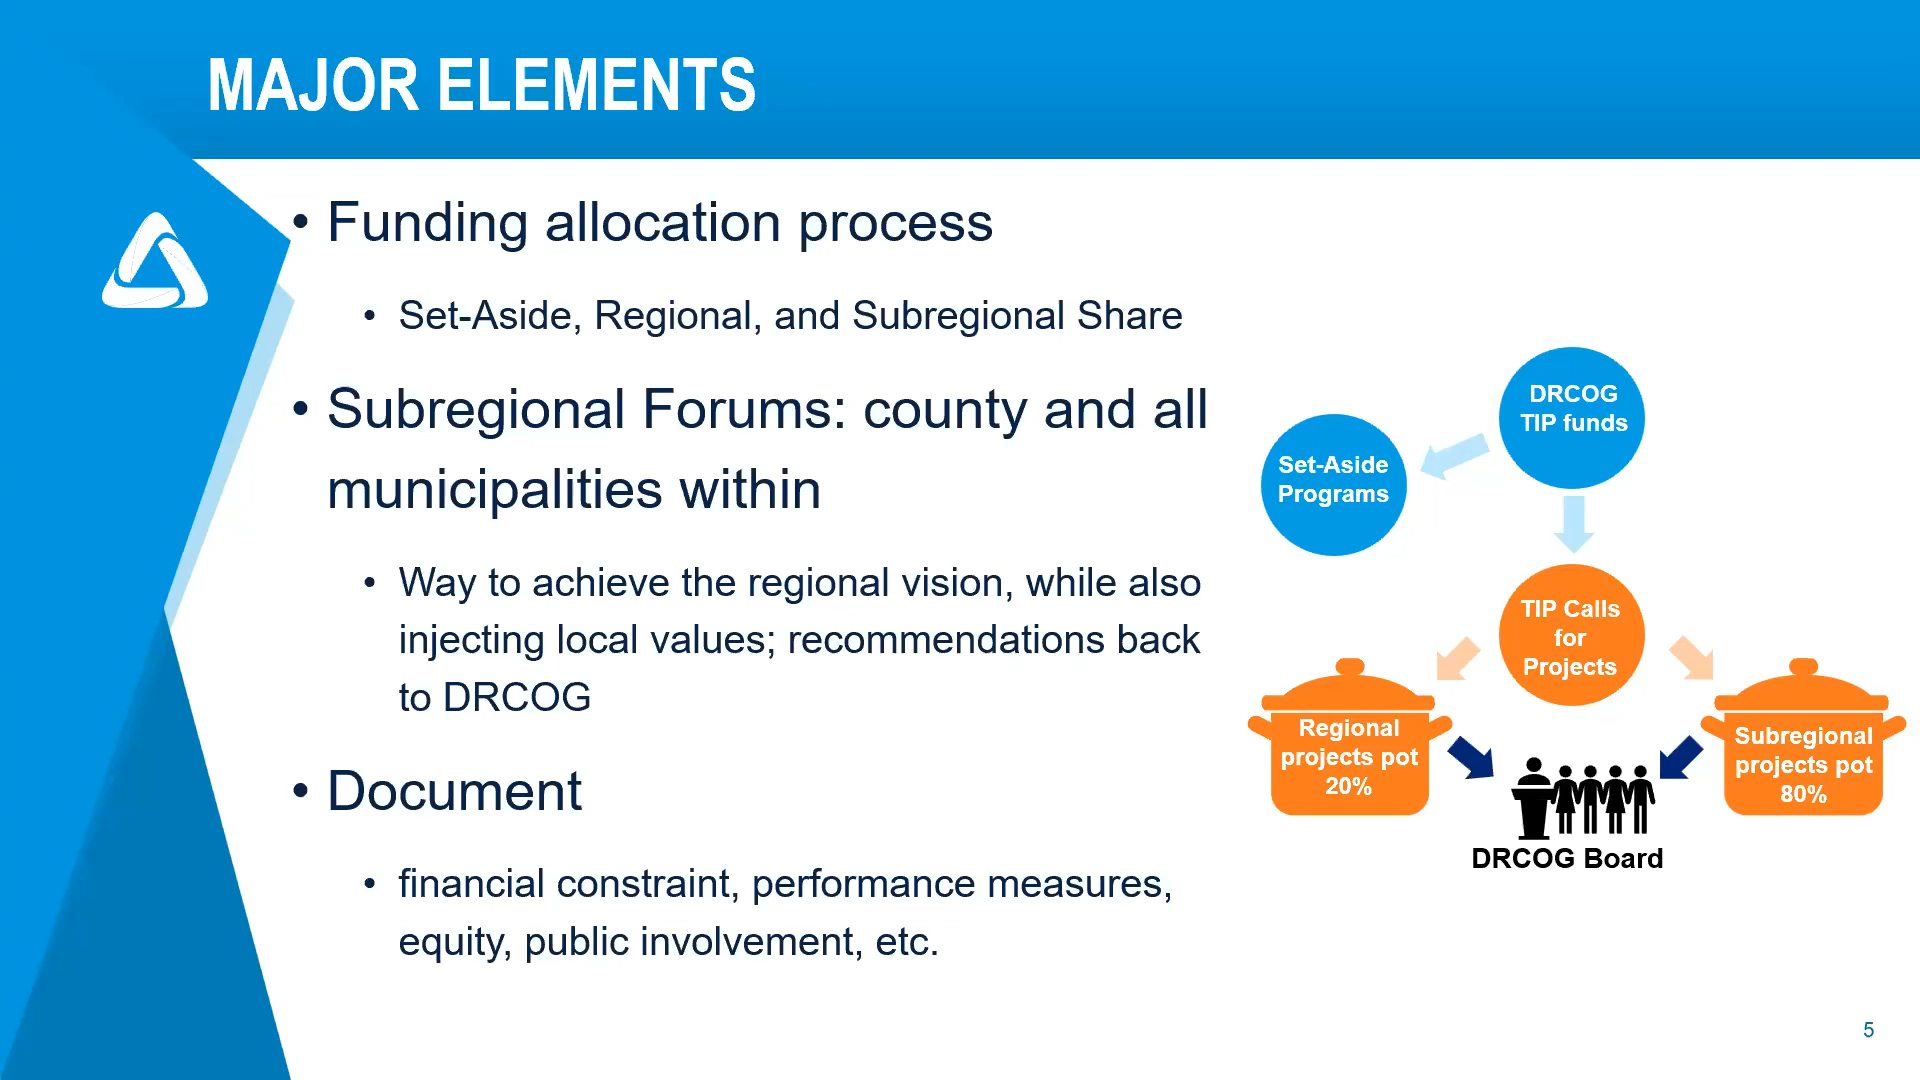 MAJOR ELEMENTS
• Funding allocation process
• Set-Aside, Regional, and Subregional Share
• Subregional Forums: county and all
municipalities within
• Way to achieve the regional vision, while also
injecting local values; recommendations back
to DRCOG
• Document
• financial constraint, performance measures,
equity, public involvement, etc.
DRCOG
TIP funds
Set-Aside
Programs
TIP Calls
for
Projects
Regional
projects pot
20%
Subregional
projects pot
80%
DRCOG Board
5